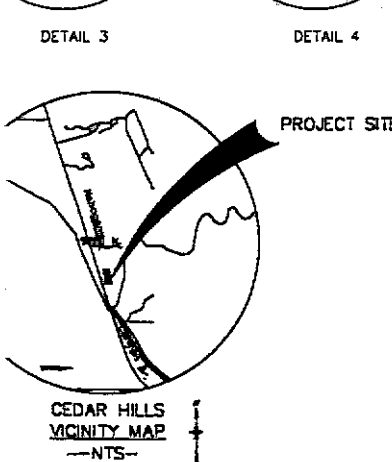 DETAIL 3
DETAIL 4
PROJECT SITE
CEDAR HILLS
VICINITY MAP
—NTS—